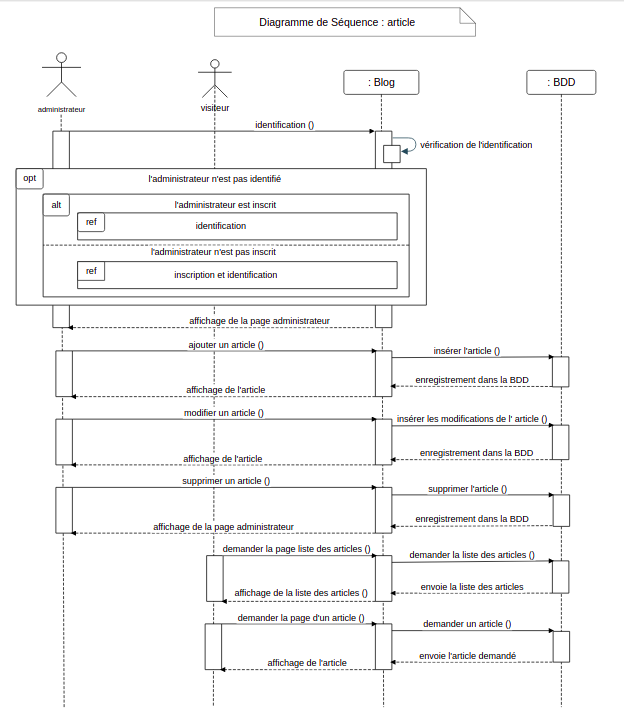 Diagramme de Séquence : article
administrateur
visiteur
: Blog
: BDD
identification ()
vérification de l'identification
opt
l'administrateur n'est pas identifié
alt
l'administrateur est inscrit
ref
identification
l'administrateur n'est pas inscrit
ref
inscription et identification
affichage de la page administrateur
ajouter un article ()
insérer l'article ()
enregistrement dans la BDD
affichage de l'article
modifier un article ()
insérer les modifications de l' article ()
enregistrement dans la BDD
affichage de l'article
supprimer un article ()
supprimer l'article ()
enregistrement dans la BDD
affichage de la page administrateur
demander la page liste des articles ()
demander la liste des articles ()
envoie la liste des articles
affichage de la liste des articles ()
demander la page d'un article ()
demander un article ()
envoie l'article demandé
affichage de l'article